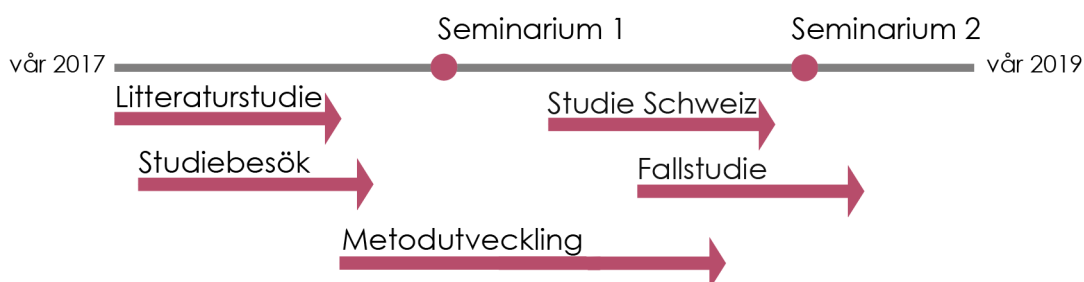 Seminarium 1
Seminarium 2
vår 2017
vår 2019
Litteraturstudie
Studie Schweiz
Studiebesök
Fallstudie
Metodutveckling